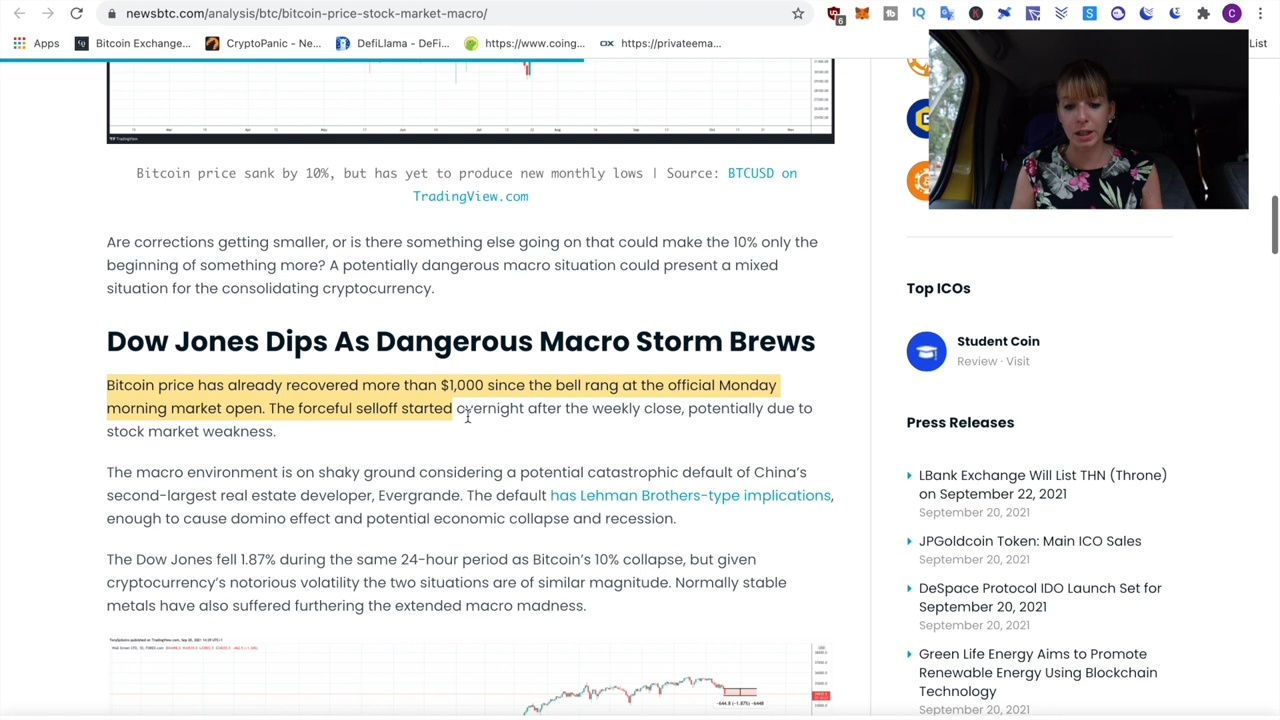 newsbtc.com/analysis/btc/bitcoin-price-stock-market-macro/
6
C
Apps
Bitcoin Exchange...
CryptoPanic - Ne...
DefiLlama - DeFi...
https://www.coing...
https://privateema...
List
Bitcoin price sank by 10%, but has yet to produce new monthly lows | Source: BTCUSD on
TradingView.com
Are corrections getting smaller, or is there something else going on that could make the 10% only the
beginning of something more? A potentially dangerous macro situation could present a mixed
situation for the consolidating cryptocurrency.
Dow Jones Dips As Dangerous Macro Storm Brews
Bitcoin price has already recovered more than $1,000 since the bell rang at the official Monday
morning market open. The forceful selloff started overnight after the weekly close, potentially due to
stock market weakness.
The macro environment is on shaky ground considering a potential catastrophic default of China's
second-largest real estate developer, Evergrande. The default has Lehman Brothers-type implications,
enough to cause domino effect and potential economic collapse and recession.
The Dow Jones fell 1.87% during the same 24-hour period as Bitcoin's 10% collapse, but given
cryptocurrency's notorious volatility the two situations are of similar magnitude. Normally stable
metals have also suffered furthering the extended macro madness.
Top ICOs
Student Coin
Review · Visit
Press Releases
LBank Exchange Will List THN (Throne)
on September 22, 2021
September 20, 2021
JPGoldcoin Token: Main ICO Sales
September 20, 2021
DeSpace Protocol IDO Launch Set for
September 20, 2021
September 20, 2021
Green Life Energy Aims to Promote
Renewable Energy Using Blockchain
Technology
September 20, 2021